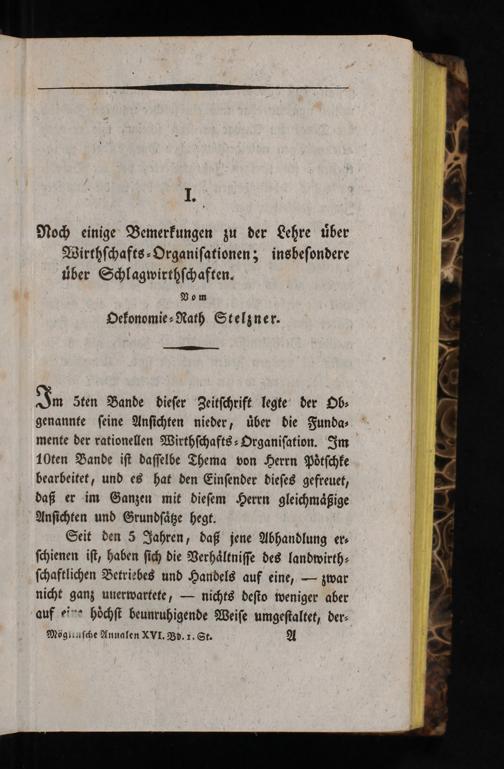 I.
Noch einige Bemerkungen zu der Lehre über
Wirthschafts-Organisationen; insbesondere
über Schlagwirthschaften.
Vom
Oekonomie-Rath Stelzner.
Im 5ten Bande dieser Zeitschrift legte der Ob-
genannte seine Ansichten nieder, über die Funda-
mente der rationellen Wirthschafts-Organisation. Im
10ten Bande ist dasselbe Thema von Herrn Pötschke
bearbeitet, und es hat den Einsender dieses gefreuet,
daß er im Ganzen mit diesem Herrn gleichmäßige
Ansichten und Grundsätze hegt.
Seit den 5 Jahren, daß jene Abhandlung er-
schienen ist, haben sich die Verhältnisse des landwirth-
schaftlichen Betriebes und Handels auf eine, — zwar
nicht ganz unerwartete, — nichts desto weniger aber
auf eine höchst beunruhigende Weise umgestaltet, der-
Möglinsche Annalen XVI. Bd. 1. St. A